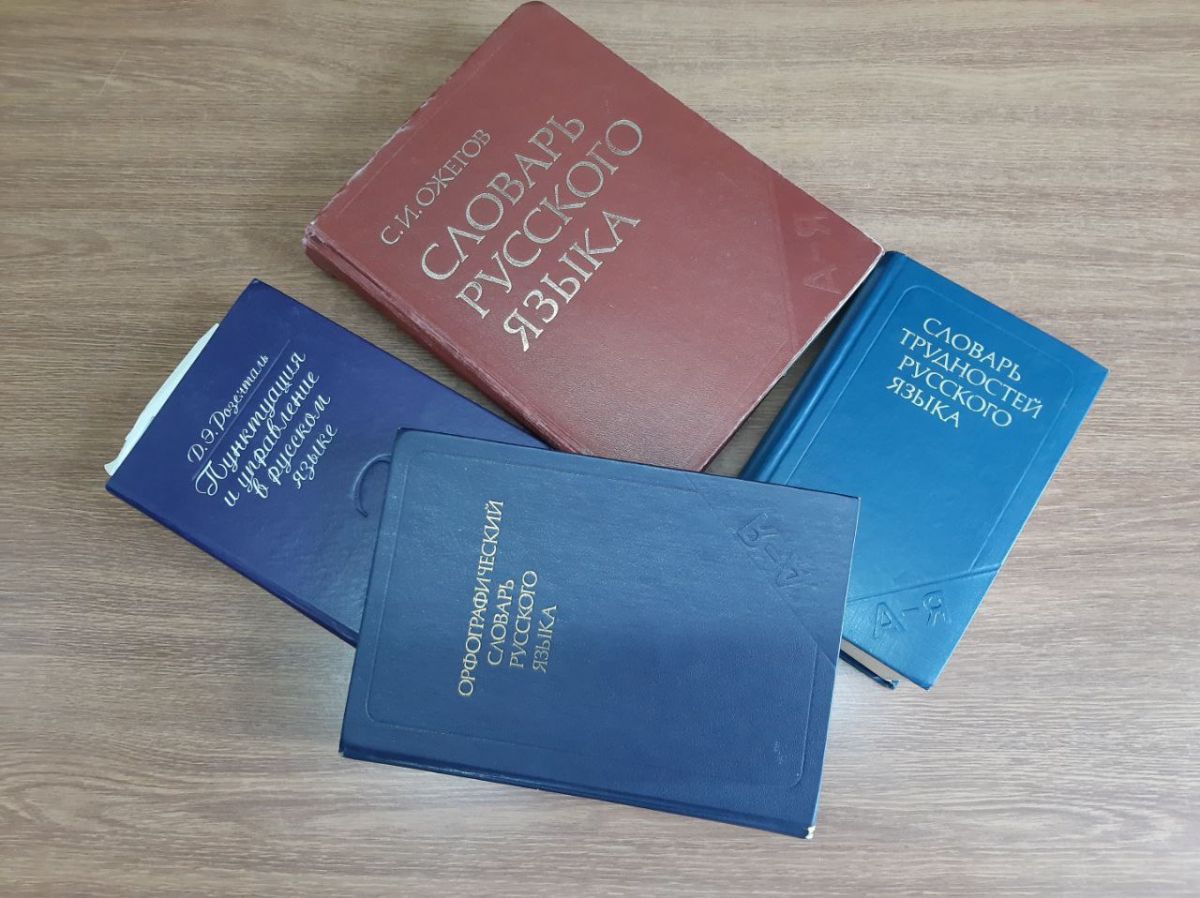 С.И. ОЖЕГОВ
СЛОВАРЬ
РУССКОГО
ЯЗЫКА
А-Я
СЛОВАРЬ
ТРУДНОСТЕЙ
РУССКОГО
ЯЗЫКА
А-Я
Д.Э.Розенталь
Пунктуация
и управление
в русском
языке
ОРФОГРАФИЧЕСКИЙ
СЛОВАРЬ
РУССКОГО
ЯЗЫКА
А-Я